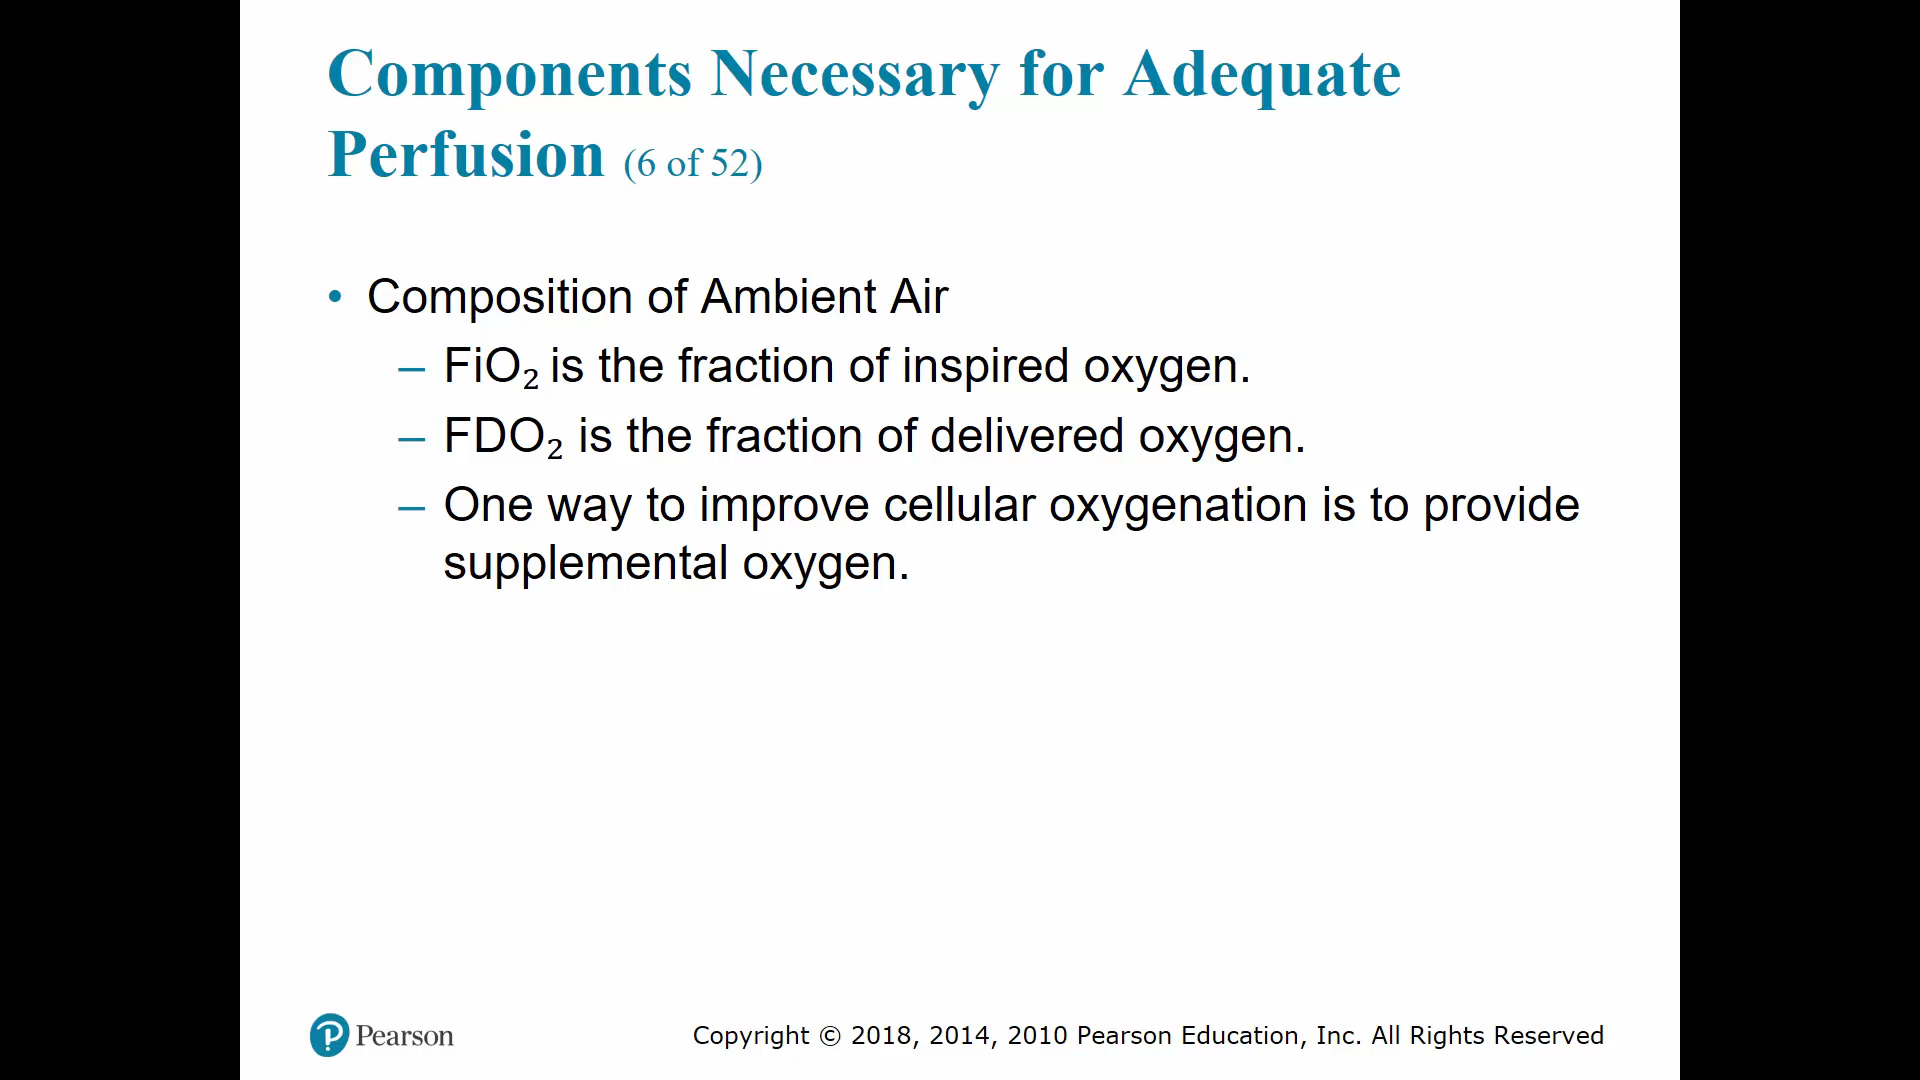 Components Necessary for Adequate
Perfusion (6 of 52)
• Composition of Ambient Air
– FiO₂ is the fraction of inspired oxygen.
– FDO₂ is the fraction of delivered oxygen.
– One way to improve cellular oxygenation is to provide
supplemental oxygen.
Pearson
Copyright © 2018, 2014, 2010 Pearson Education, Inc. All Rights Reserved